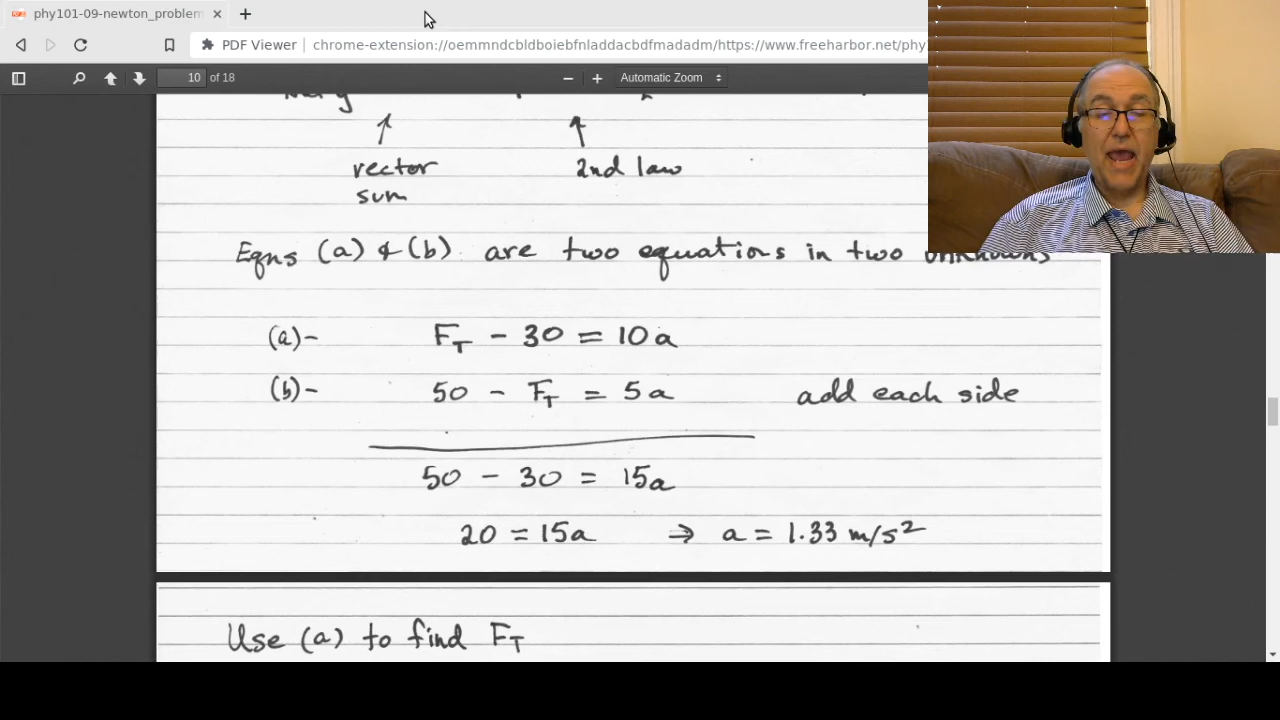 phy101-09-newton_problem
PDF Viewer chrome-extension://oemmndcbldboiebfnladdacbdfmadadm/https://www.freeharbor.net/phy
10 of 18 Automatic Zoom
rector 2nd law
sum
Eqns (a) & (b) are two equations in two unknowns
(a)- F_T - 30 = 10a
(b)- 50 - F_T = 5a add each side
50 - 30 = 15a
20 = 15a ⇒ a = 1.33 m/s²
Use (a) to find F_T